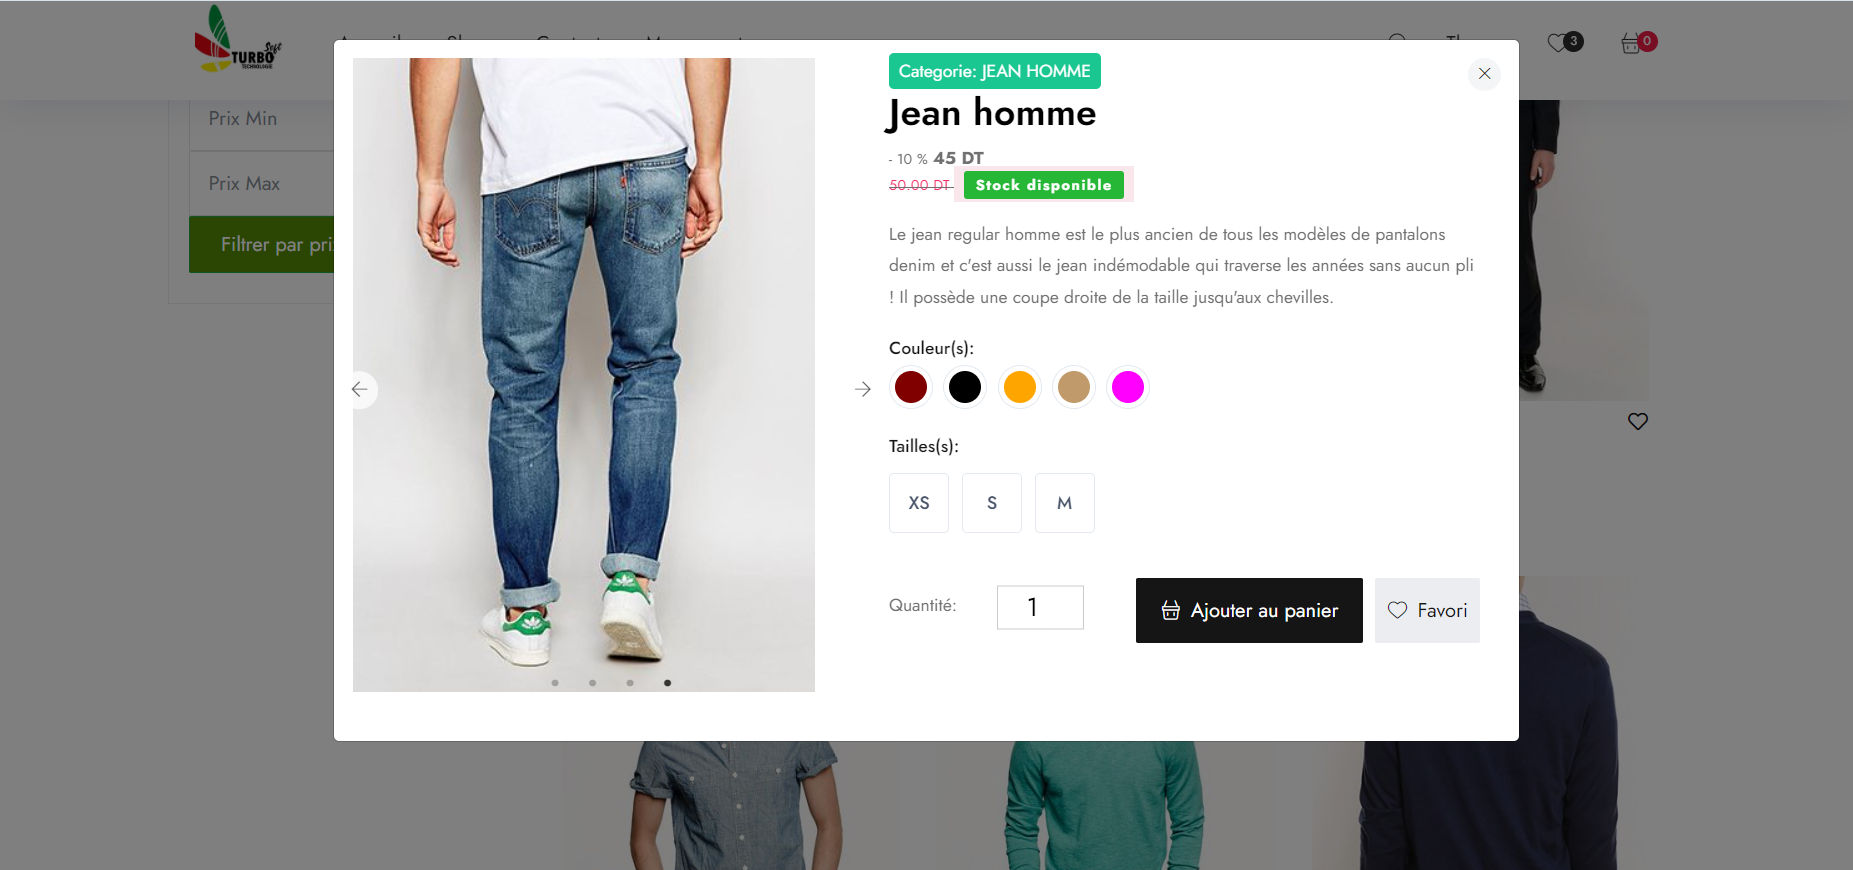 TURBO Soft
TECHNOLOGIE
3
0
Prix Min
Prix Max
Filtrer par
Categorie: JEAN HOMME
Jean homme
- 10 % 45 DT
50.00 DT Stock disponible
Le jean regular homme est le plus ancien de tous les modèles de pantalons
denim et c'est aussi le jean indémodable qui traverse les années sans aucun pli
! Il possède une coupe droite de la taille jusqu'aux chevilles.
Couleur(s):
Tailles(s):
XS S M
Quantité: 1 Ajouter au panier Favori